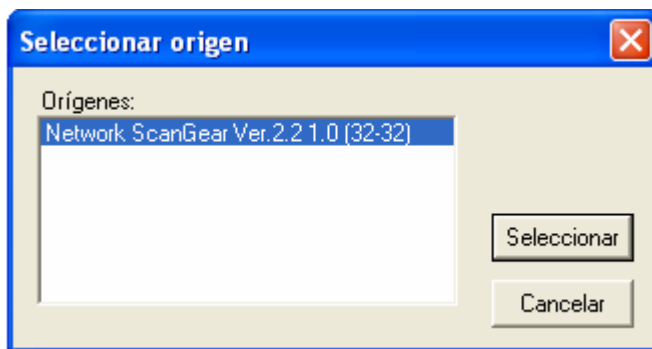 Seleccionar origen
Orígenes:
Network ScanGear Ver.2.2 1.0 (32-32)
Seleccionar
Cancelar